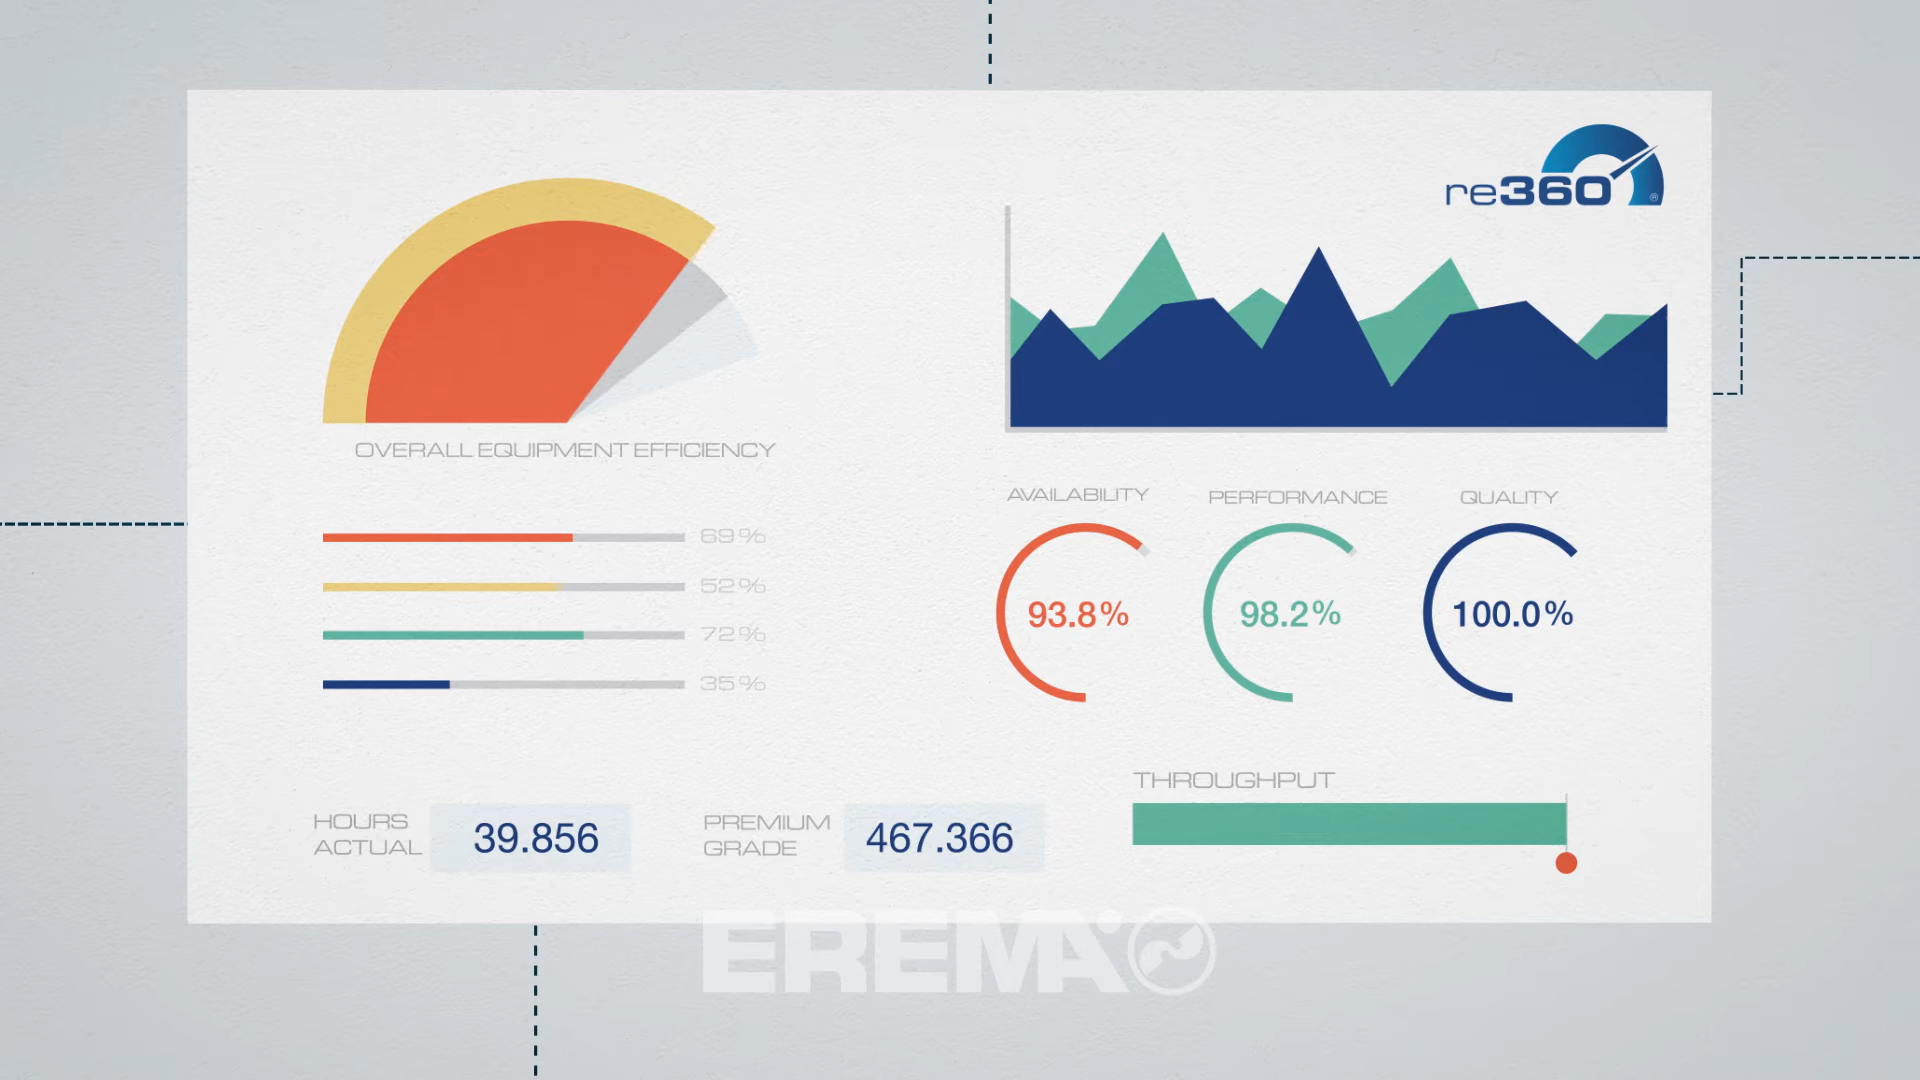 re360®
OVERALL EQUIPMENT EFFICIENCY
69%
52%
72%
35%
AVAILABILITY
PERFORMANCE
QUALITY
93.8%
98.2%
100.0%
HOURS
ACTUAL
39.856
PREMIUM
GRADE
467.366
THROUGHPUT
EREMA